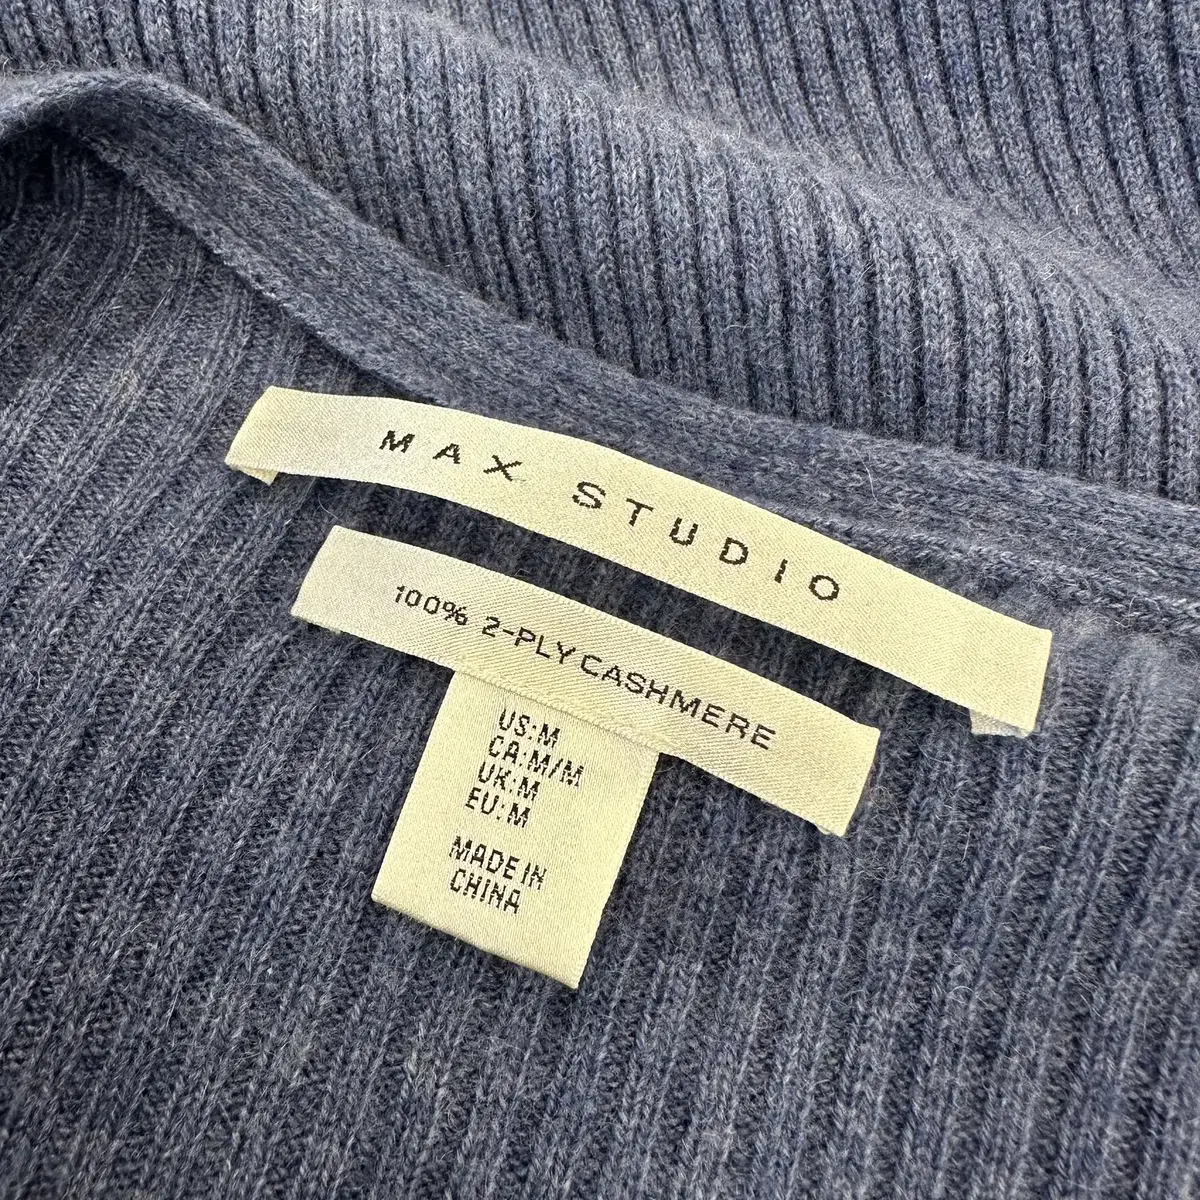 MAX STUDIO
100% 2-PLY CASHMERE
US:M
CA:M/M
UK:M
EU:M
MADE IN
CHINA